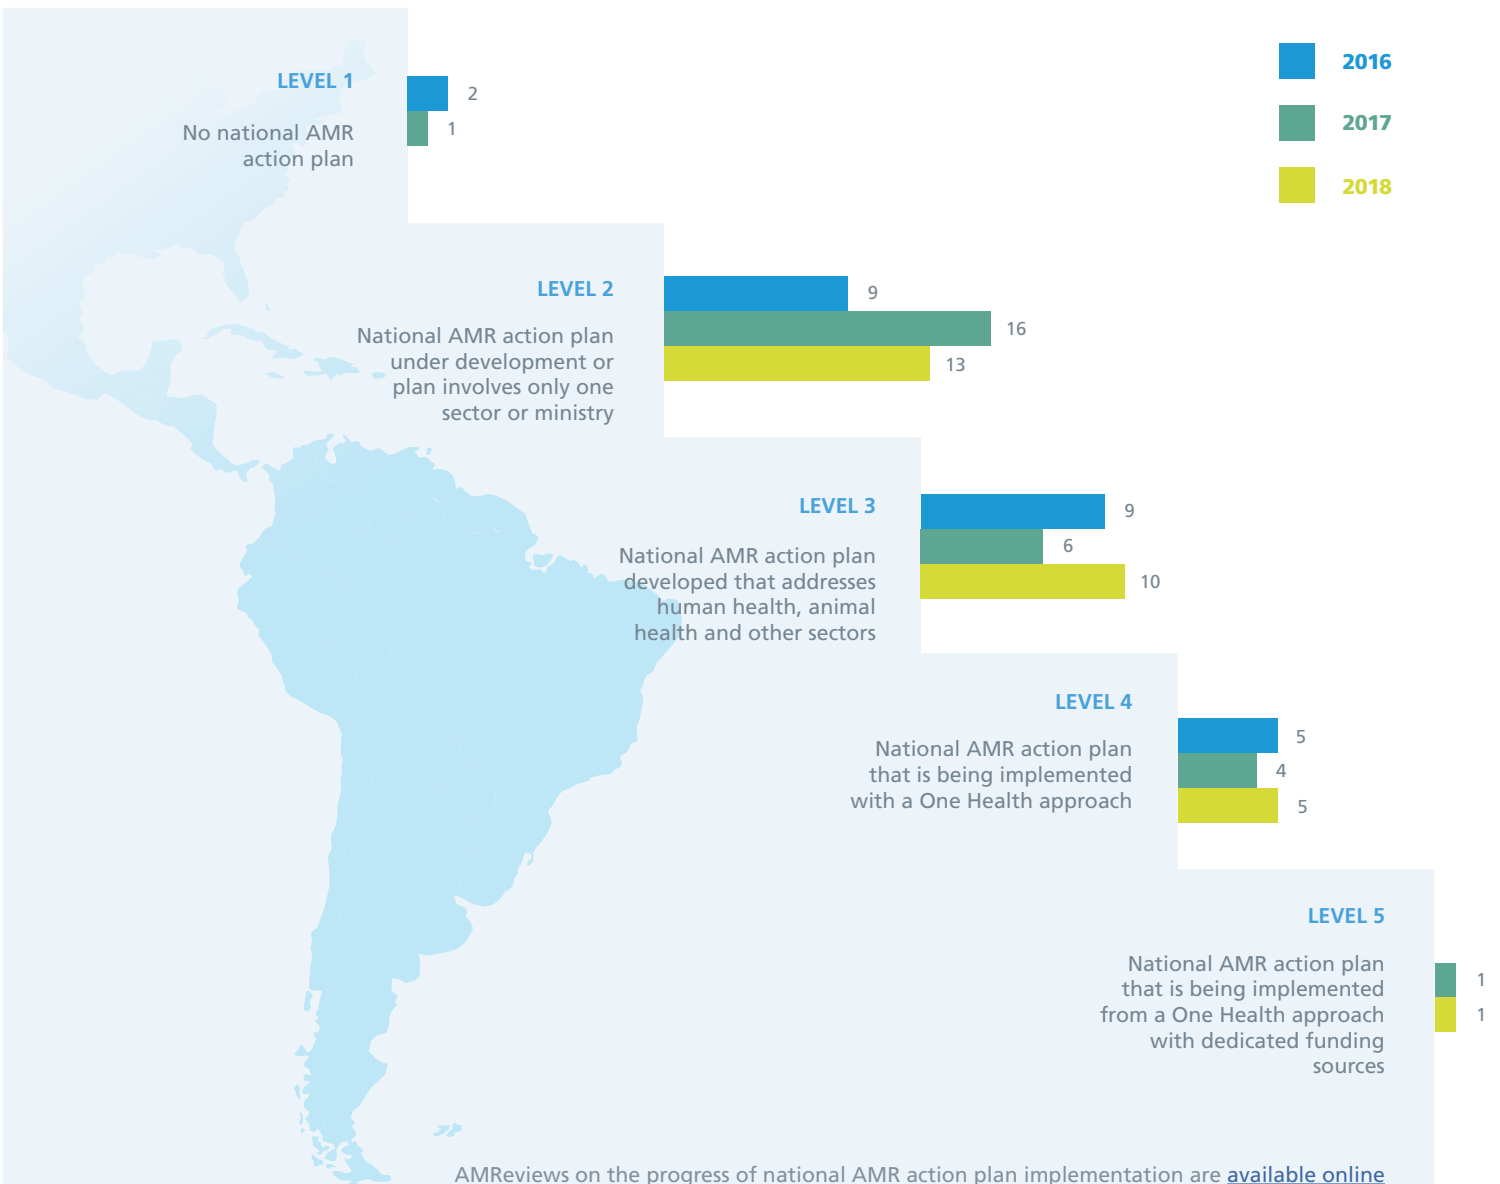 2016
2017
2018
LEVEL 1
No national AMR
action plan
2
1
LEVEL 2
National AMR action plan
under development or
plan involves only one
sector or ministry
9
16
13
LEVEL 3
National AMR action plan
developed that addresses
human health, animal
health and other sectors
9
6
10
LEVEL 4
National AMR action plan
that is being implemented
with a One Health approach
5
4
5
LEVEL 5
National AMR action plan
that is being implemented
from a One Health approach
with dedicated funding
sources
1
1
AMReviews on the progress of national AMR action plan implementation are available online